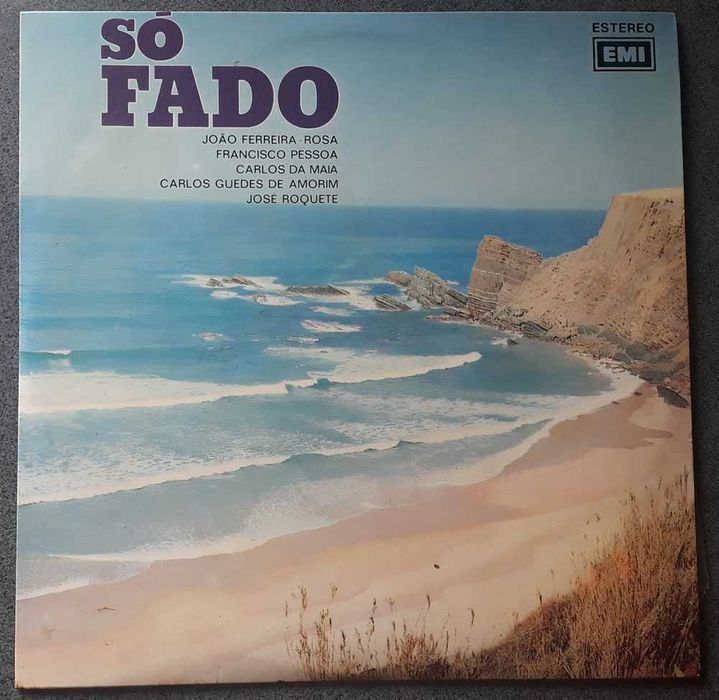 SÓ
FADO
JOÃO FERREIRA-ROSA
FRANCISCO PESSOA
CARLOS DA MAIA
CARLOS GUEDES DE AMORIM
JOSÉ ROQUETE
ESTEREO
EMI